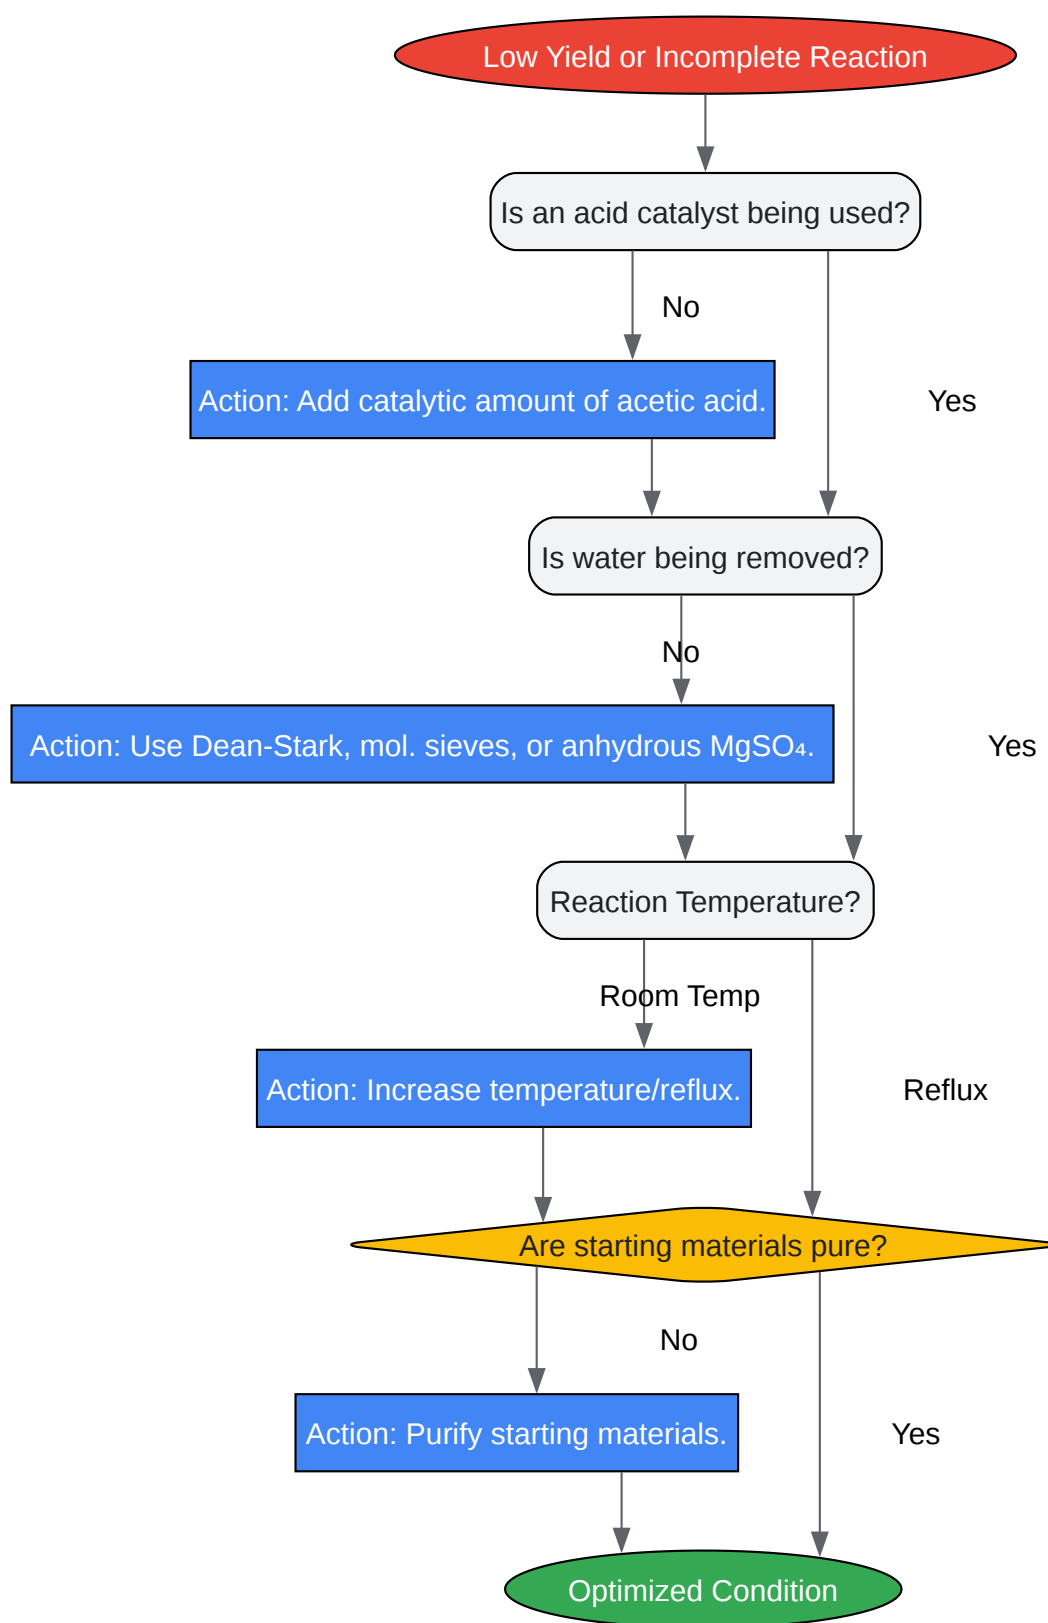 Low Yield or Incomplete Reaction
Is an acid catalyst being used?
No
Action: Add catalytic amount of acetic acid.
Yes
Is water being removed?
No
Action: Use Dean-Stark, mol. sieves, or anhydrous MgSO₄.
Yes
Reaction Temperature?
Room Temp
Action: Increase temperature/reflux.
Reflux
Are starting materials pure?
No
Action: Purify starting materials.
Yes
Optimized Condition